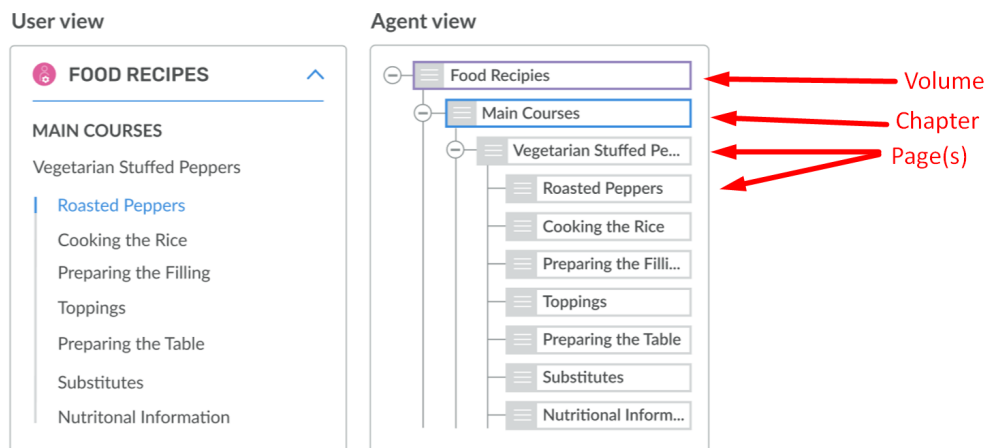 User view
FOOD RECIPES
MAIN COURSES
Vegetarian Stuffed Peppers
Roasted Peppers
Cooking the Rice
Preparing the Filling
Toppings
Preparing the Table
Substitutes
Nutritonal Information
Agent view
Food Recipies
Main Courses
Vegetarian Stuffed Pe...
Roasted Peppers
Cooking the Rice
Preparing the Filli...
Toppings
Preparing the Table
Substitutes
Nutritional Inform...
Volume
Chapter
Page(s)